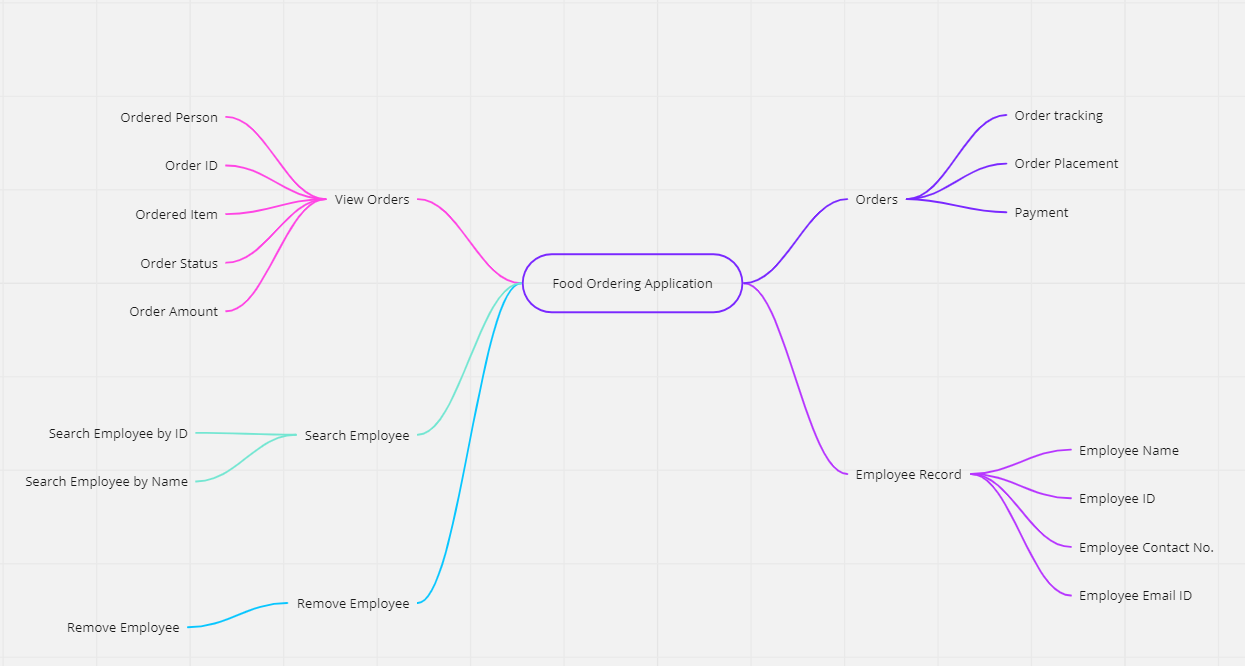 Food Ordering Application
View Orders
Ordered Person
Order ID
Ordered Item
Order Status
Order Amount
Search Employee
Search Employee by ID
Search Employee by Name
Remove Employee
Remove Employee
Orders
Order tracking
Order Placement
Payment
Employee Record
Employee Name
Employee ID
Employee Contact No.
Employee Email ID